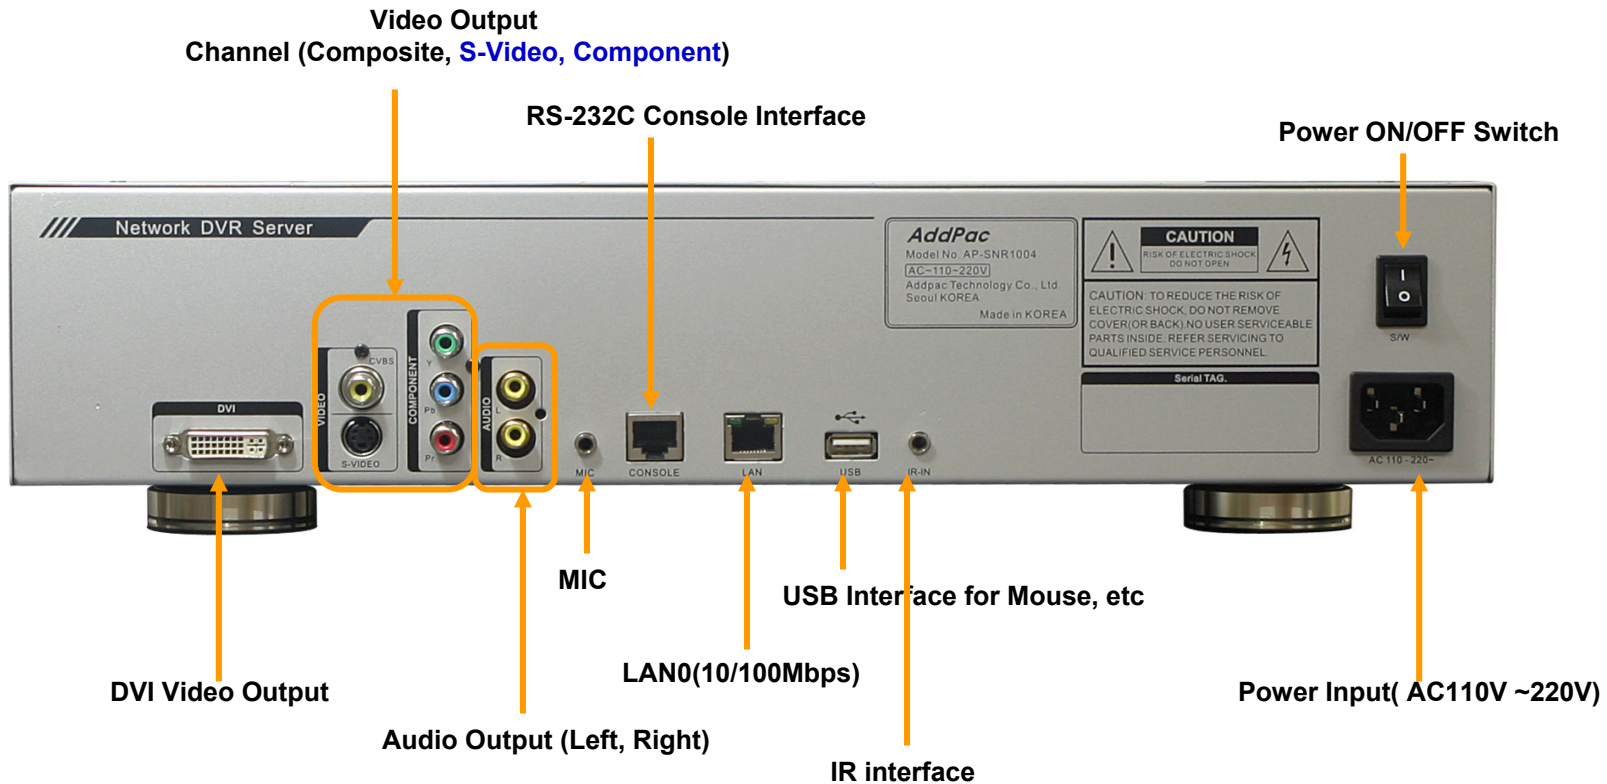 Video Output
Channel (Composite, S-Video, Component)
RS-232C Console Interface
Power ON/OFF Switch
Network DVR Server
AddPac
Model No. AP-SNR1004
AC~110~220V
Addpac Technology Co., Ltd.
Seoul KOREA
Made in KOREA
CAUTION
RISK OF ELECTRIC SHOCK
DO NOT OPEN
CAUTION: TO REDUCE THE RISK OF
ELECTRIC SHOCK, DO NOT REMOVE
COVER(OR BACK).NO USER SERVICEABLE
PARTS INSIDE. REFER SERVICING TO
QUALIFIED SERVICE PERSONNEL.
Serial TAG.
S/W
AC 110 - 220~
DVI
VIDEO
CVBS
S-VIDEO
COMPONENT
Y
Pb
Pr
AUDIO
L
R
MIC
CONSOLE
LAN
USB
IR-IN
MIC
USB Interface for Mouse, etc
LAN0(10/100Mbps)
DVI Video Output
Power Input( AC110V ~220V)
Audio Output (Left, Right)
IR interface